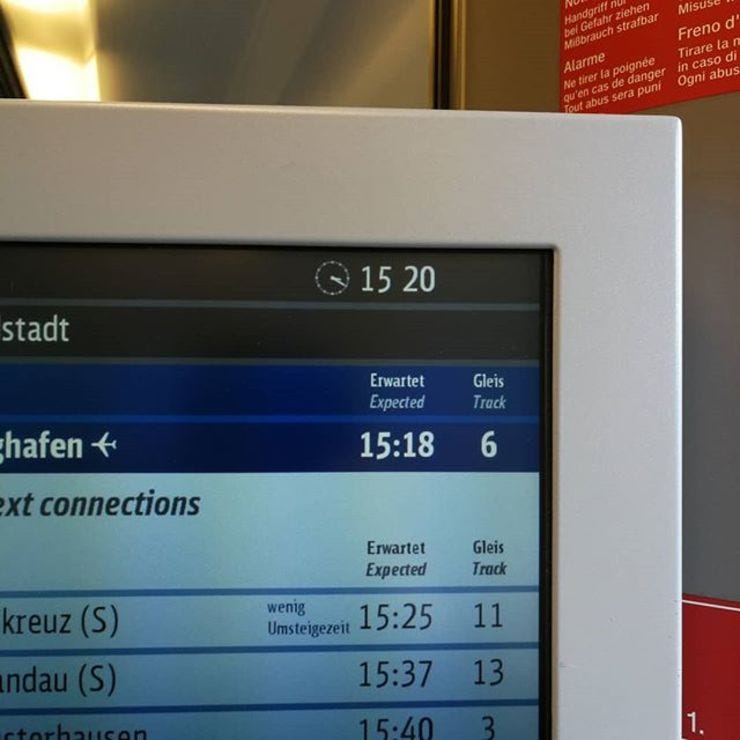 Handgriff nur
bei Gefahr ziehen
Mißbrauch strafbar
Alarme
Ne tirer la poignée
qu'en cas de danger
Tout abus sera puni
Misuse
Freno d'
Tirare la
in caso di
Ogni abus
15 20
lstadt
Erwartet Gleis
Expected Track
ghafen 15:18 6
ext connections
Erwartet Gleis
Expected Track
kreuz (S) wenig Umsteigezeit 15:25 11
andau (S) 15:37 13
sterhausen 15:40 3
1.